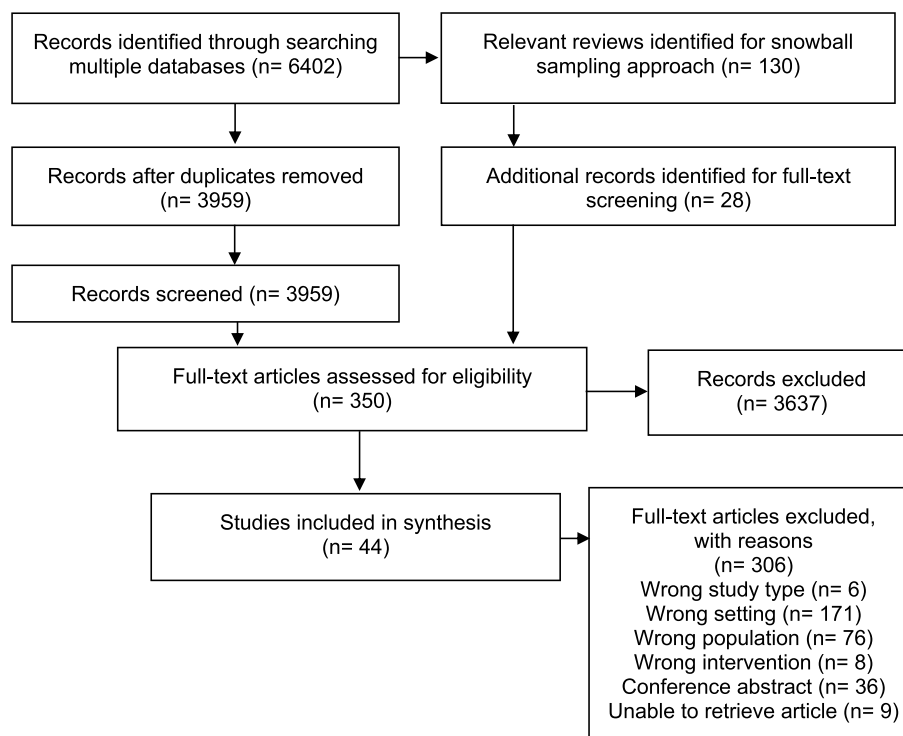 Records identified through searching
multiple databases (n= 6402)
Relevant reviews identified for snowball
sampling approach (n= 130)
Records after duplicates removed
(n= 3959)
Additional records identified for full-text
screening (n= 28)
Records screened (n= 3959)
Full-text articles assessed for eligibility
(n= 350)
Records excluded
(n= 3637)
Studies included in synthesis
(n= 44)
Full-text articles excluded,
with reasons
(n= 306)
Wrong study type (n= 6)
Wrong setting (n= 171)
Wrong population (n= 76)
Wrong intervention (n= 8)
Conference abstract (n= 36)
Unable to retrieve article (n= 9)